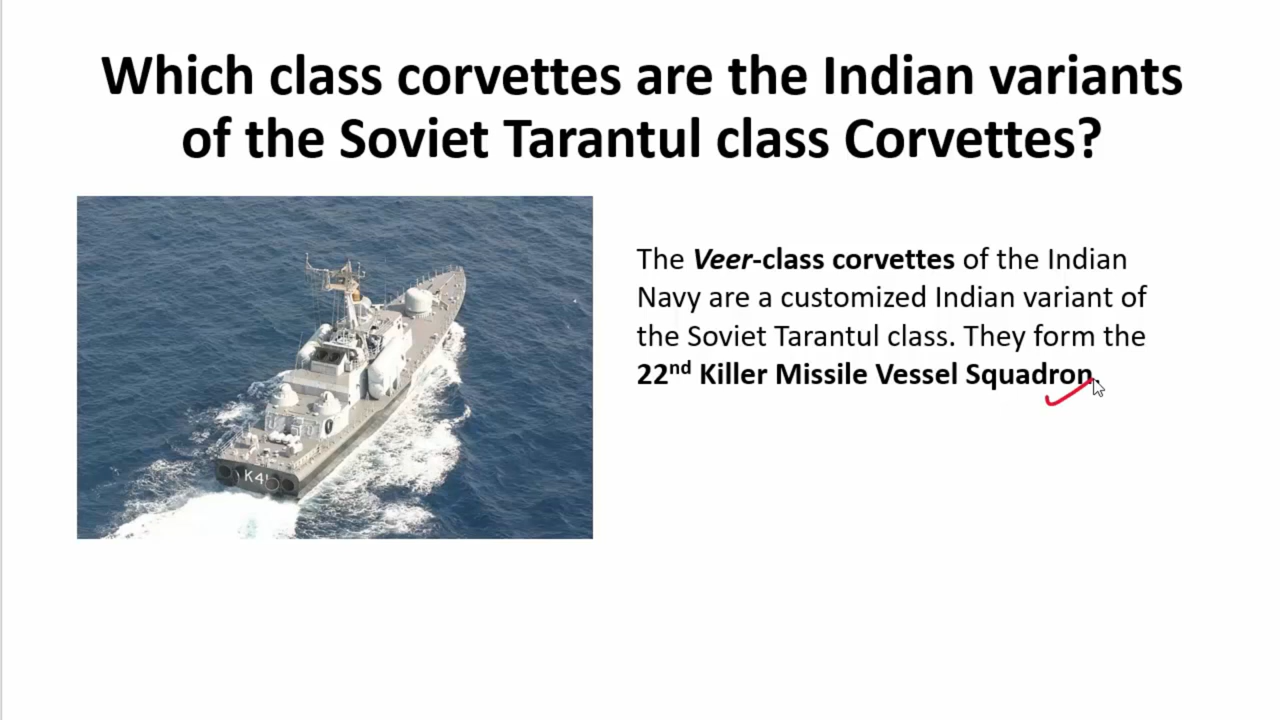 Which class corvettes are the Indian variants
of the Soviet Tarantul class Corvettes?
The Veer-class corvettes of the Indian
Navy are a customized Indian variant of
the Soviet Tarantul class. They form the
22nd Killer Missile Vessel Squadron.
K41